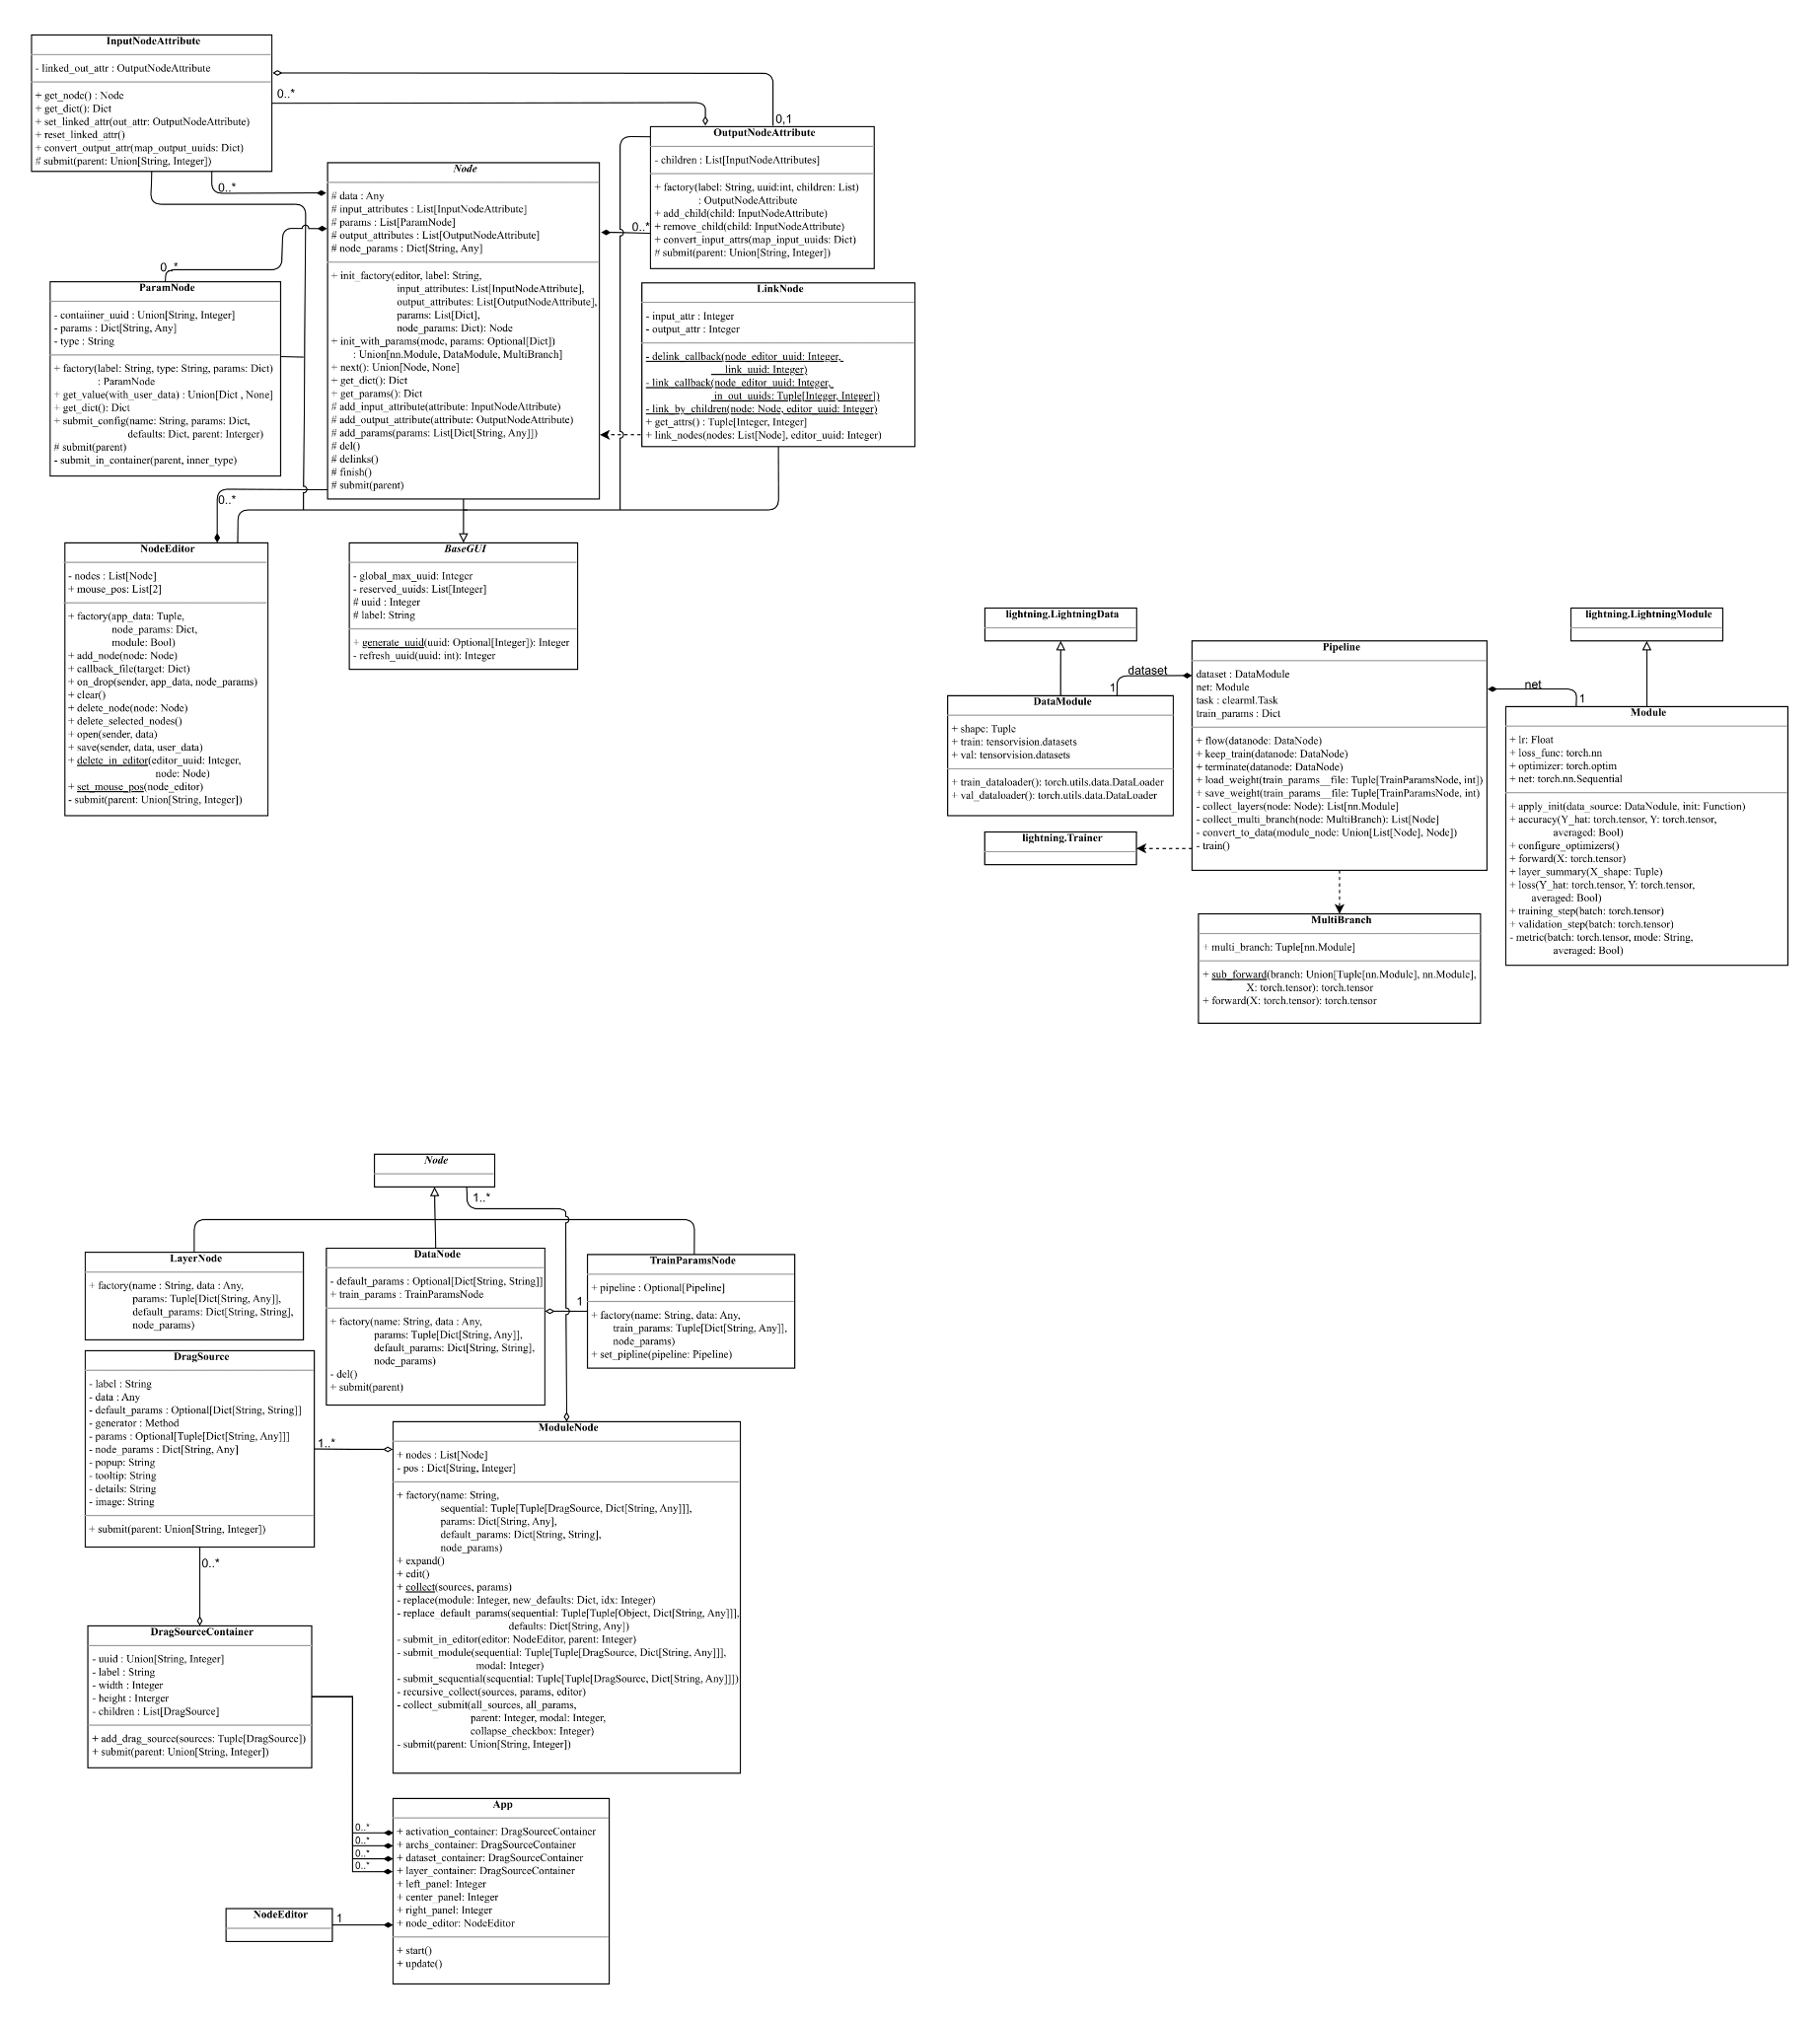 InputNodeAttribute
- linked_out_attr : OutputNodeAttribute
+ get_node() : Node
+ get_dict(): Dict
+ set_linked_attr(out_attr: OutputNodeAttribute)
+ reset_linked_attr()
+ convert_output_attr(map_output_uuids: Dict)
# submit(parent: Union[String, Integer])
0..*
0,1
0..*
0..*
0..*
0..*
OutputNodeAttribute
- children : List[InputNodeAttributes]
+ factory(label: String, uuid:int, children: List)
: OutputNodeAttribute
+ add_child(child: InputNodeAttribute)
+ remove_child(child: InputNodeAttribute)
+ convert_input_attrs(map_input_uuids: Dict)
# submit(parent: Union[String, Integer])
Node
# data : Any
# input_attributes : List[InputNodeAttribute]
# params : List[ParamNode]
# output_attributes : List[OutputNodeAttribute]
# node_params : Dict[String, Any]
+ init_factory(editor, label: String,
input_attributes: List[InputNodeAttribute],
output_attributes: List[OutputNodeAttribute],
params: List[Dict],
node_params: Dict): Node
+ init_with_params(mode, params: Optional[Dict])
: Union[nn.Module, DataModule, MultiBranch]
+ next(): Union[Node, None]
+ get_dict(): Dict
+ get_params(): Dict
# add_input_attribute(attribute: InputNodeAttribute)
# add_output_attribute(attribute: OutputNodeAttribute)
# add_params(params: List[Dict[String, Any]])
# del()
# delinks()
# finish()
# submit(parent)
ParamNode
- contaiiner_uuid : Union[String, Integer]
- params : Dict[String, Any]
- type : String
+ factory(label: String, type: String, params: Dict)
: ParamNode
+ get_value(with_user_data) : Union[Dict , None]
+ get_dict(): Dict
+ submit_config(name: String, params: Dict,
defaults: Dict, parent: Interger)
# submit(parent)
- submit_in_container(parent, inner_type)
LinkNode
- input_attr : Integer
- output_attr : Integer
- delink_callback(node_editor_uuid: Integer,
link_uuid: Integer)
- link_callback(node_editor_uuid: Integer,
in_out_uuids: Tuple[Integer, Integer])
- link_by_children(node: Node, editor_uuid: Integer)
+ get_attrs() : Tuple[Integer, Integer]
+ link_nodes(nodes: List[Node], editor_uuid: Integer)
NodeEditor
- nodes : List[Node]
+ mouse_pos: List[2]
+ factory(app_data: Tuple,
node_params: Dict,
module: Bool)
+ add_node(node: Node)
+ callback_file(target: Dict)
+ on_drop(sender, app_data, node_params)
+ clear()
+ delete_node(node: Node)
+ delete_selected_nodes()
+ open(sender, data)
+ save(sender, data, user_data)
+ delete_in_editor(editor_uuid: Integer,
node: Node)
+ set_mouse_pos(node_editor)
- submit(parent: Union[String, Integer])
BaseGUI
- global_max_uuid: Integer
- reserved_uuids: List[Integer]
# uuid : Integer
# label: String
+ generate_uuid(uuid: Optional[Integer]): Integer
- refresh_uuid(uuid: int): Integer
lightning.LightningData
lightning.LightningModule
dataset
1
net
1
DataModule
+ shape: Tuple
+ train: tensorvision.datasets
+ val: tensorvision.datasets
+ train_dataloader(): torch.utils.data.DataLoader
+ val_dataloader(): torch.utils.data.DataLoader
lightning.Trainer
Pipeline
dataset : DataModule
net: Module
task : clearml.Task
train_params : Dict
+ flow(datanode: DataNode)
+ keep_train(datanode: DataNode)
+ terminate(datanode: DataNode)
+ load_weight(train_params__file: Tuple[TrainParamsNode, int])
+ save_weight(train_params__file: Tuple[TrainParamsNode, int)
- collect_layers(node: Node): List[nn.Module]
- collect_multi_branch(node: MultiBranch): List[Node]
- convert_to_data(module_node: Union[List[Node], Node])
- train()
Module
+ lr: Float
+ loss_func: torch.nn
+ optimizer: torch.optim
+ net: torch.nn.Sequential
+ apply_init(data_source: DataNodule, init: Function)
+ accuracy(Y_hat: torch.tensor, Y: torch.tensor,
averaged: Bool)
+ configure_optimizers()
+ forward(X: torch.tensor)
+ layer_summary(X_shape: Tuple)
+ loss(Y_hat: torch.tensor, Y: torch.tensor,
averaged: Bool)
+ training_step(batch: torch.tensor)
+ validation_step(batch: torch.tensor)
- metric(batch: torch.tensor, mode: String,
averaged: Bool)
MultiBranch
+ multi_branch: Tuple[nn.Module]
+ sub_forward(branch: Union[Tuple[nn.Module], nn.Module],
X: torch.tensor): torch.tensor
+ forward(X: torch.tensor): torch.tensor
Node
1..*
LayerNode
+ factory(name : String, data : Any,
params: Tuple[Dict[String, Any]],
default_params: Dict[String, String],
node_params)
DataNode
- default_params : Optional[Dict[String, String]]
+ train_params : TrainParamsNode
+ factory(name: String, data : Any,
params: Tuple[Dict[String, Any]],
default_params: Dict[String, String],
node_params)
- del()
+ submit(parent)
1
TrainParamsNode
+ pipeline : Optional[Pipeline]
+ factory(name: String, data: Any,
train_params: Tuple[Dict[String, Any]],
node_params)
+ set_pipline(pipeline: Pipeline)
DragSource
- label : String
- data : Any
- default_params : Optional[Dict[String, String]]
- generator : Method
- params : Optional[Tuple[Dict[String, Any]]]
- node_params : Dict[String, Any]
- popup: String
- tooltip: String
- details: String
- image: String
+ submit(parent: Union[String, Integer])
1..*
0..*
ModuleNode
+ nodes : List[Node]
- pos : Dict[String, Integer]
+ factory(name: String,
sequential: Tuple[Tuple[DragSource, Dict[String, Any]]],
params: Dict[String, Any],
default_params: Dict[String, String],
node_params)
+ expand()
+ edit()
+ collect(sources, params)
- replace(module: Integer, new_defaults: Dict, idx: Integer)
- replace_default_params(sequential: Tuple[Tuple[Object, Dict[String, Any]]],
defaults: Dict[String, Any])
- submit_in_editor(editor: NodeEditor, parent: Integer)
- submit_module(sequential: Tuple[Tuple[DragSource, Dict[String, Any]]],
modal: Integer)
- submit_sequential(sequential: Tuple[Tuple[DragSource, Dict[String, Any]]])
- recursive_collect(sources, params, editor)
- collect_submit(all_sources, all_params,
parent: Integer, modal: Integer,
collapse_checkbox: Integer)
- submit(parent: Union[String, Integer])
DragSourceContainer
- uuid : Union[String, Integer]
- label : String
- width : Integer
- height : Interger
- children : List[DragSource]
+ add_drag_source(sources: Tuple[DragSource])
+ submit(parent: Union[String, Integer])
0..*
0..*
0..*
0..*
App
+ activation_container: DragSourceContainer
+ archs_container: DragSourceContainer
+ dataset_container: DragSourceContainer
+ layer_container: DragSourceContainer
+ left_panel: Integer
+ center_panel: Integer
+ right_panel: Integer
+ node_editor: NodeEditor
+ start()
+ update()
NodeEditor
1